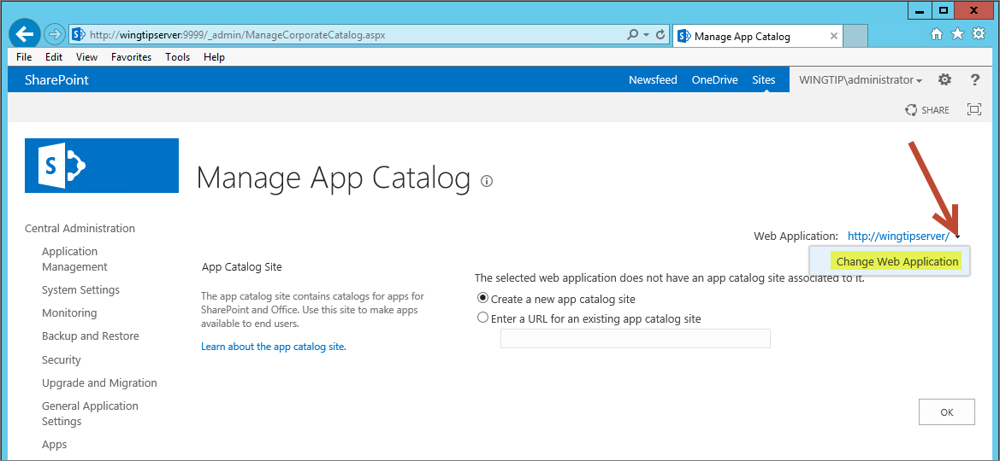 http://wingtipserver:9999/_admin/ManageCorporateCatalog.aspx
Manage App Catalog
File Edit View Favorites Tools Help
SharePoint
Newsfeed OneDrive Sites WINGTIP\administrator ?
SHARE
S
Manage App Catalog
Central Administration
Application
Management
System Settings
Monitoring
Backup and Restore
Security
Upgrade and Migration
General Application
Settings
Apps
Web Application: http://wingtipserver/
Change Web Application
App Catalog Site
The app catalog site contains catalogs for apps for
SharePoint and Office. Use this site to make apps
available to end users.
Learn about the app catalog site.
The selected web application does not have an app catalog site associated to it.
Create a new app catalog site
Enter a URL for an existing app catalog site
OK